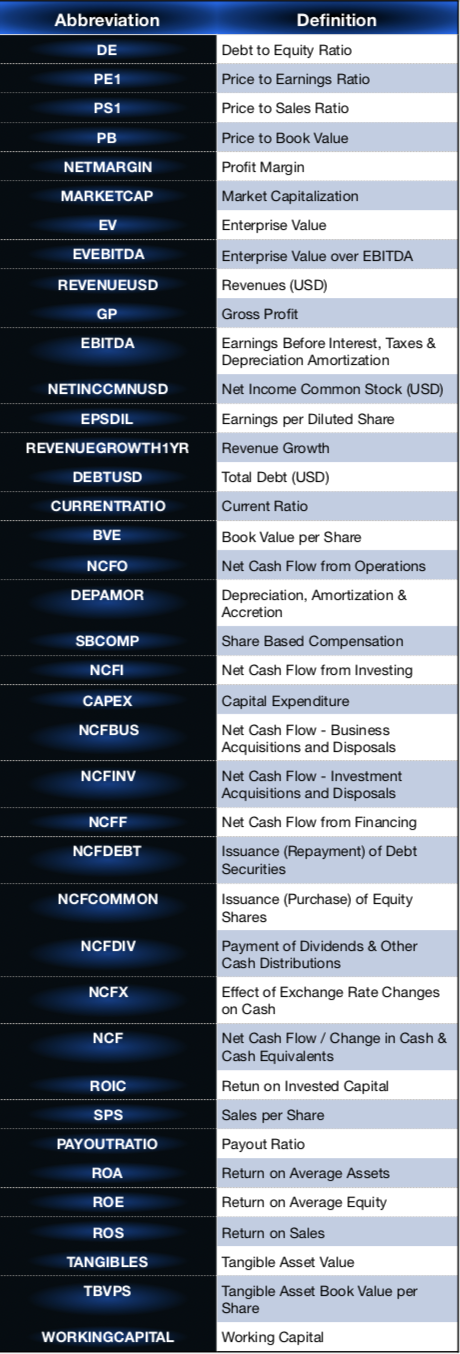 Abbreviation Definition
DE Debt to Equity Ratio
PE1 Price to Earnings Ratio
PS1 Price to Sales Ratio
PB Price to Book Value
NETMARGIN Profit Margin
MARKETCAP Market Capitalization
EV Enterprise Value
EVEBITDA Enterprise Value over EBITDA
REVENUEUSD Revenues (USD)
GP Gross Profit
EBITDA Earnings Before Interest, Taxes &
Depreciation Amortization
NETINCCMNUSD Net Income Common Stock (USD)
EPSDIL Earnings per Diluted Share
REVENUEGROWTH1YR Revenue Growth
DEBTUSD Total Debt (USD)
CURRENTRATIO Current Ratio
BVE Book Value per Share
NCFO Net Cash Flow from Operations
DEPAMOR Depreciation, Amortization &
Accretion
SBCOMP Share Based Compensation
NCFI Net Cash Flow from Investing
CAPEX Capital Expenditure
NCFBUS Net Cash Flow - Business
Acquisitions and Disposals
NCFINV Net Cash Flow - Investment
Acquisitions and Disposals
NCFF Net Cash Flow from Financing
NCFDEBT Issuance (Repayment) of Debt
Securities
NCFCOMMON Issuance (Purchase) of Equity
Shares
NCFDIV Payment of Dividends & Other
Cash Distributions
NCFX Effect of Exchange Rate Changes
on Cash
NCF Net Cash Flow / Change in Cash &
Cash Equivalents
ROIC Retun on Invested Capital
SPS Sales per Share
PAYOUTRATIO Payout Ratio
ROA Return on Average Assets
ROE Return on Average Equity
ROS Return on Sales
TANGIBLES Tangible Asset Value
TBVPS Tangible Asset Book Value per
Share
WORKINGCAPITAL Working Capital